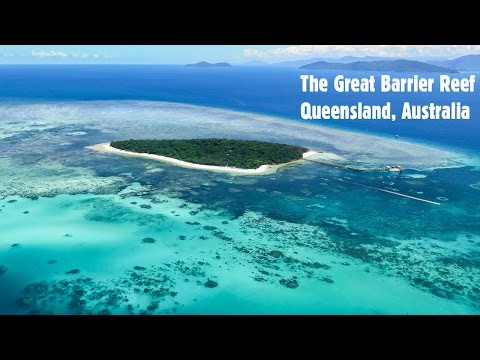 The Great Barrier Reef
Queensland, Australia